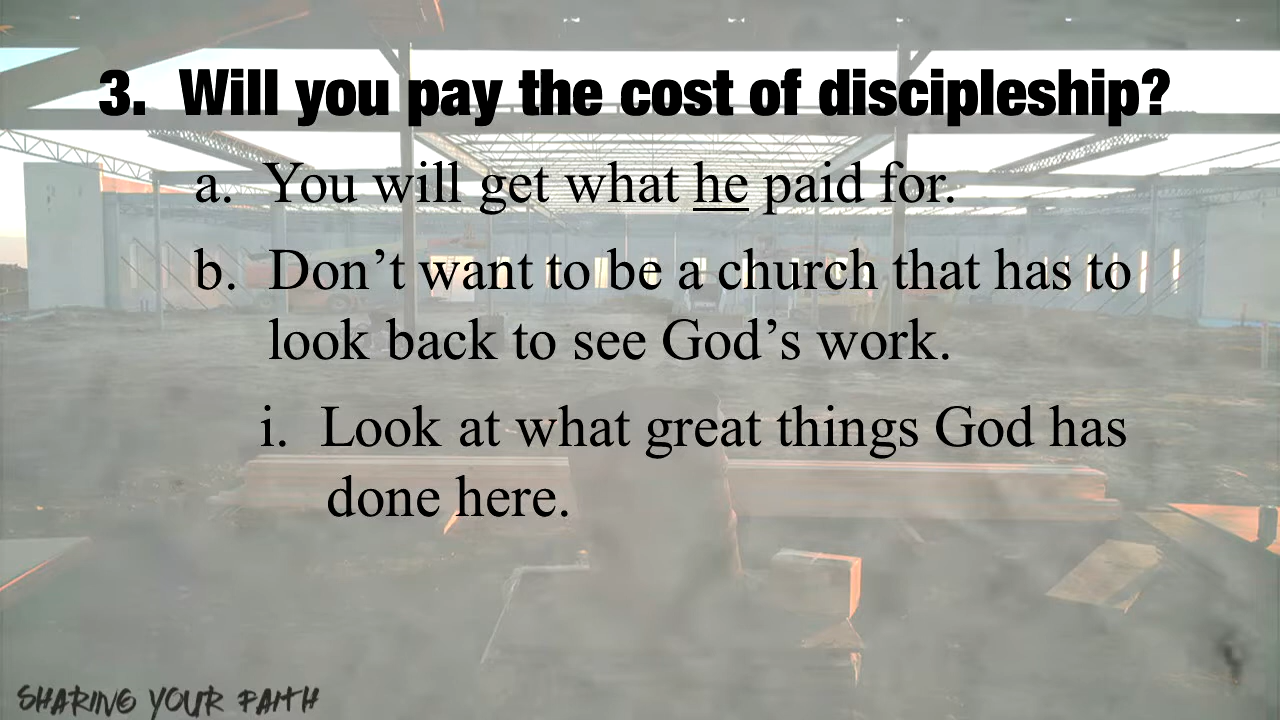 3. Will you pay the cost of discipleship?
a. You will get what he paid for.
b. Don’t want to be a church that has to
look back to see God’s work.
i. Look at what great things God has
done here.
SHARING YOUR FAITH